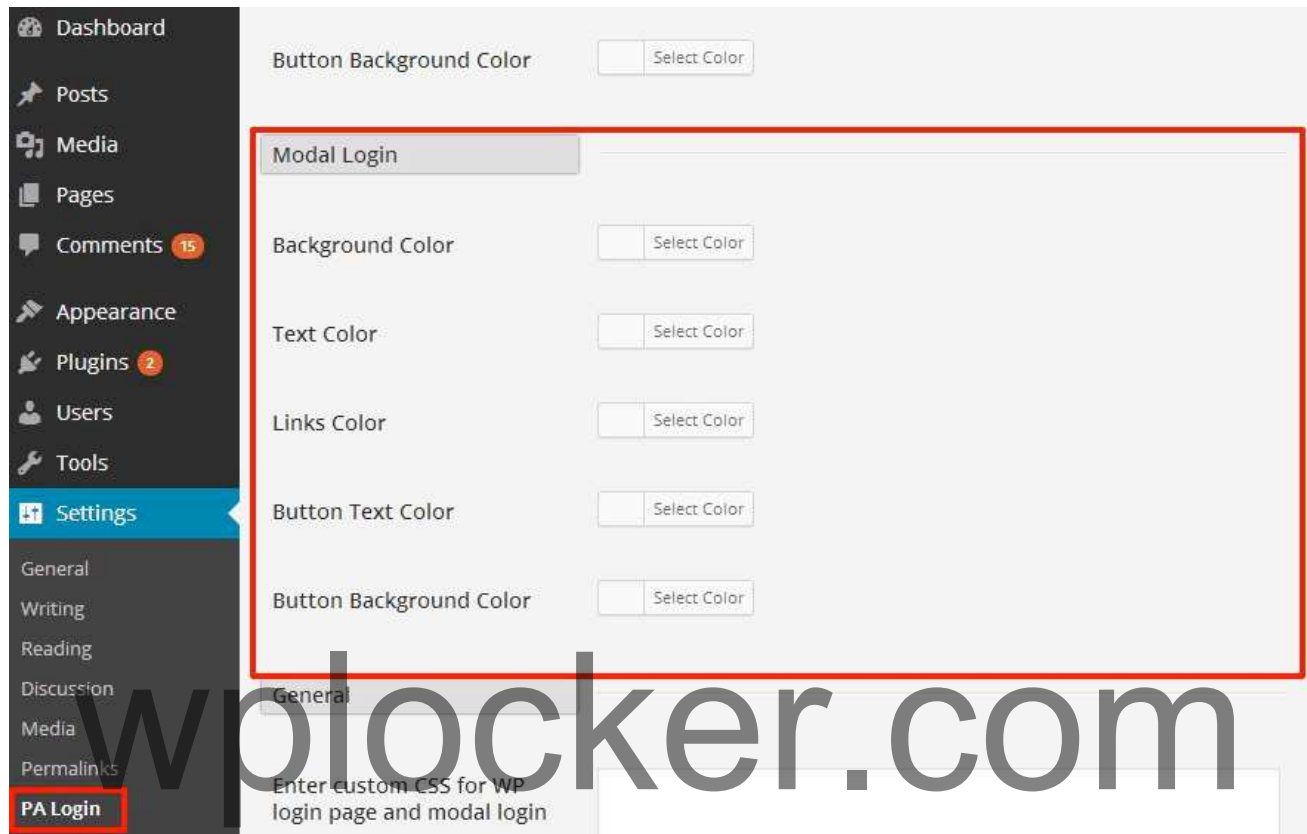 Dashboard
Posts
Media
Pages
Comments 15
Appearance
Plugins 2
Users
Tools
Settings
General
Writing
Reading
Discussion
Media
Permalinks
PA Login
Button Background Color Select Color
Modal Login
Background Color Select Color
Text Color Select Color
Links Color Select Color
Button Text Color Select Color
Button Background Color Select Color
General
Enter custom CSS for WP
login page and modal login
wplocker.com